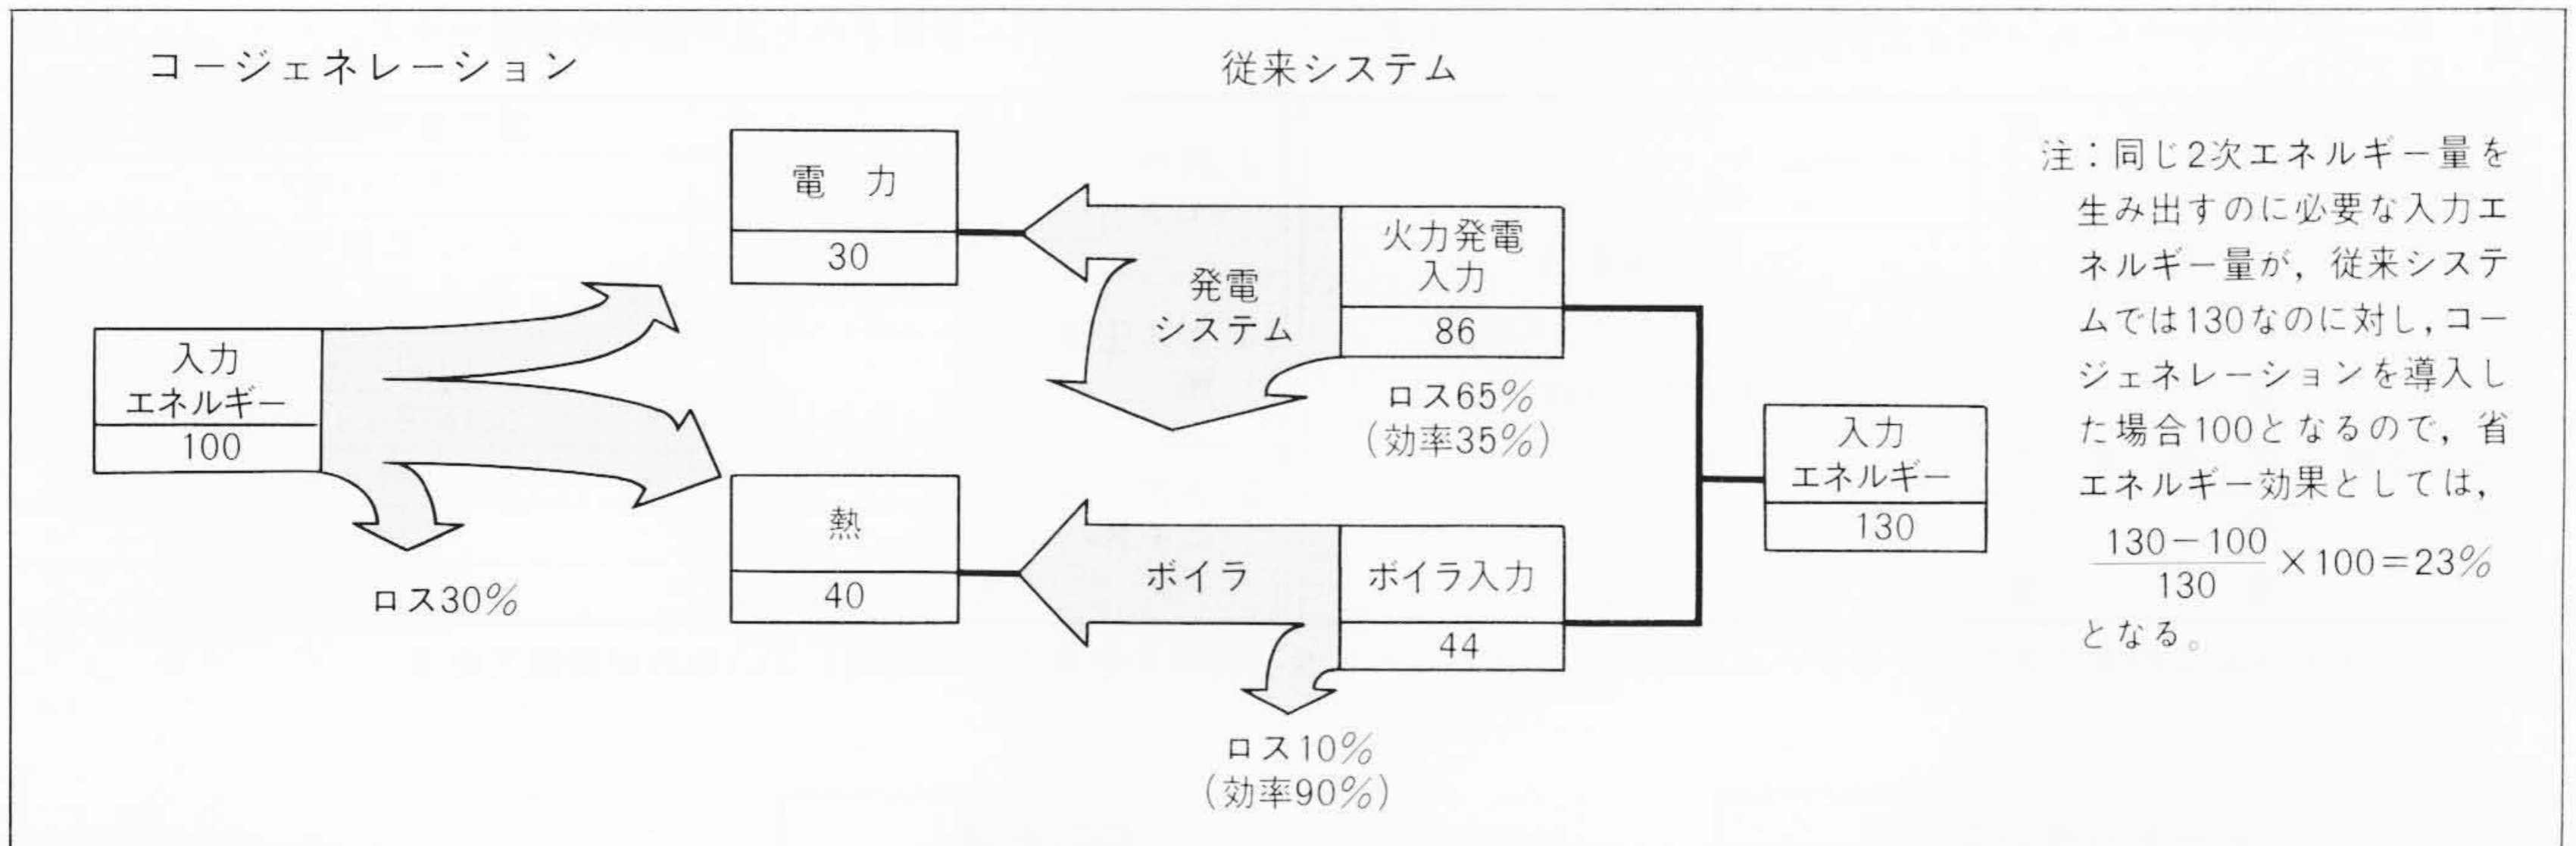 コージェネレーション
従来システム
入力
エネルギー
100
ロス30%
電 力
30
熱
40
発電
システム
火力発電
入力
86
ロス65%
(効率35%)
ボイラ
ボイラ入力
44
ロス10%
(効率90%)
入力
エネルギー
130
注:同じ2次エネルギー量を
生み出すのに必要な入力エ
ネルギー量が,従来システ
ムでは130なのに対し,コー
ジェネレーションを導入し
た場合100となるので,省
エネルギー効果としては,
130-100
130
×100=23%
となる。